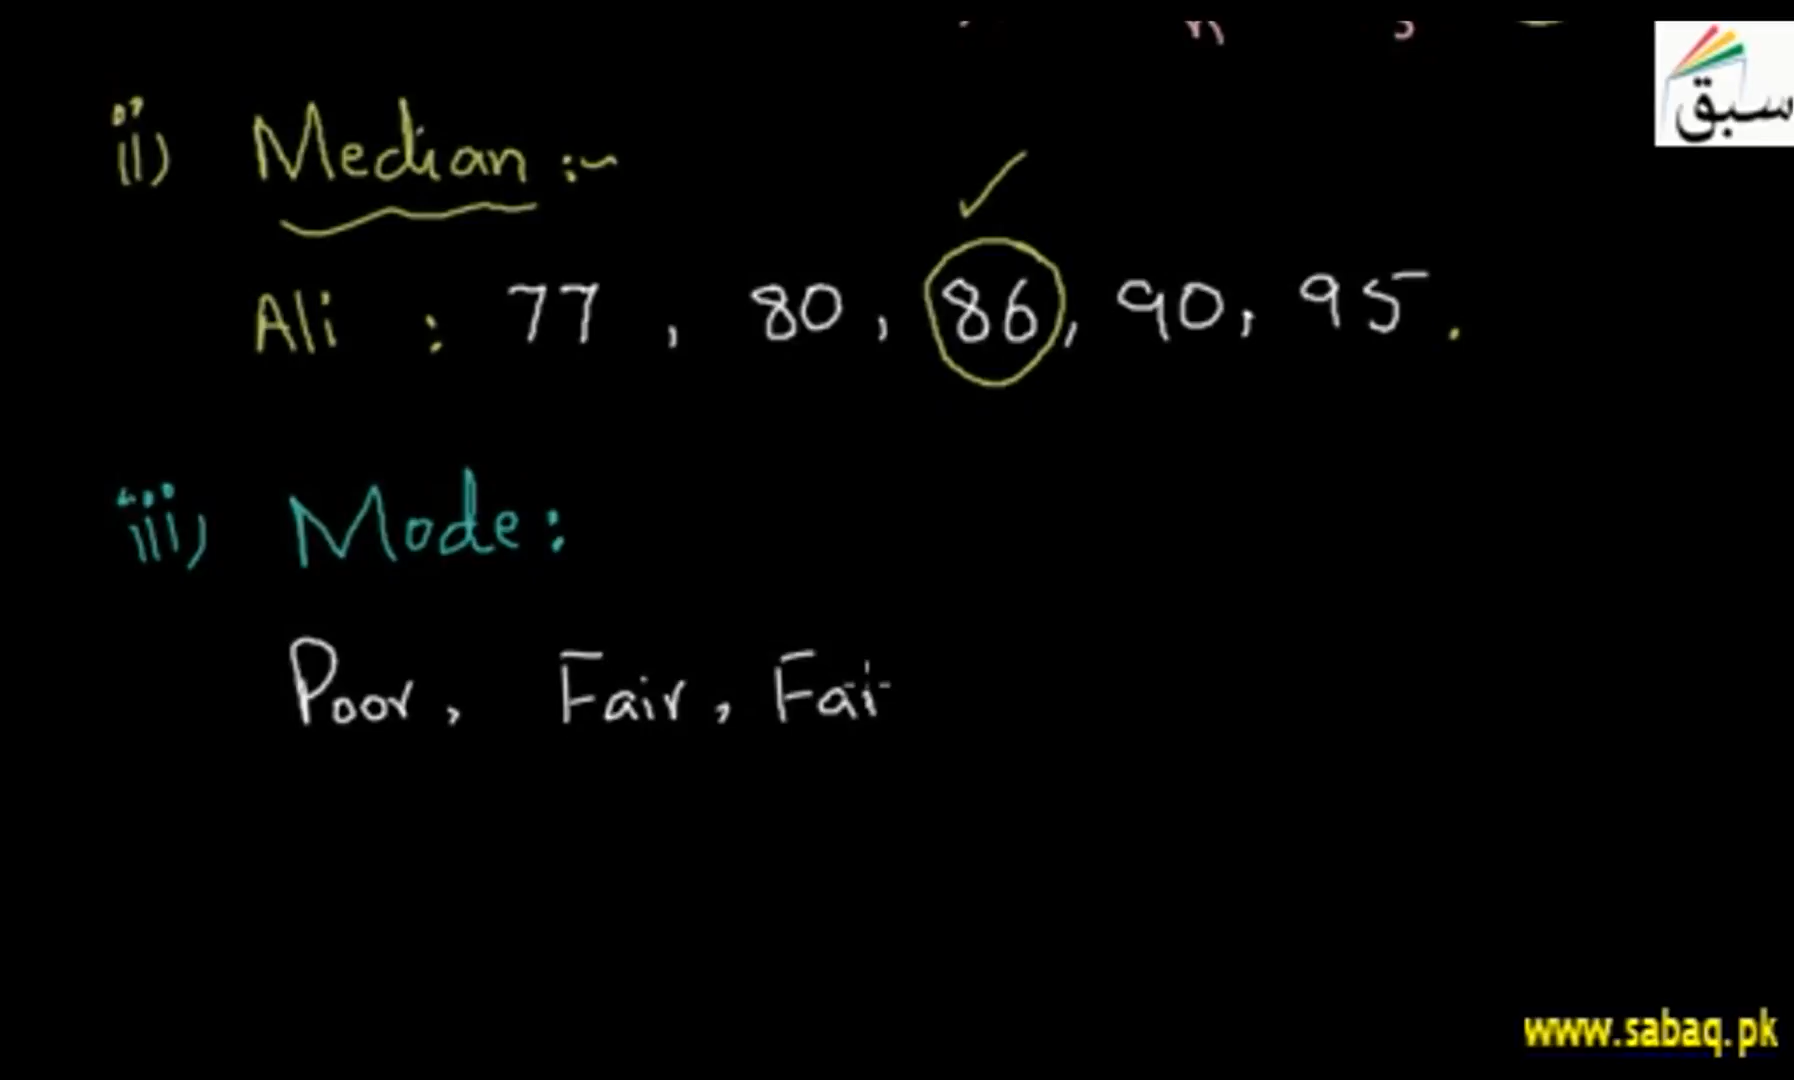 سبق
ii) Median :~
Ali : 77 , 80 , 86 , 90 , 95 .
iii) Mode :
Poor , Fair , Fai
www.sabaq.pk